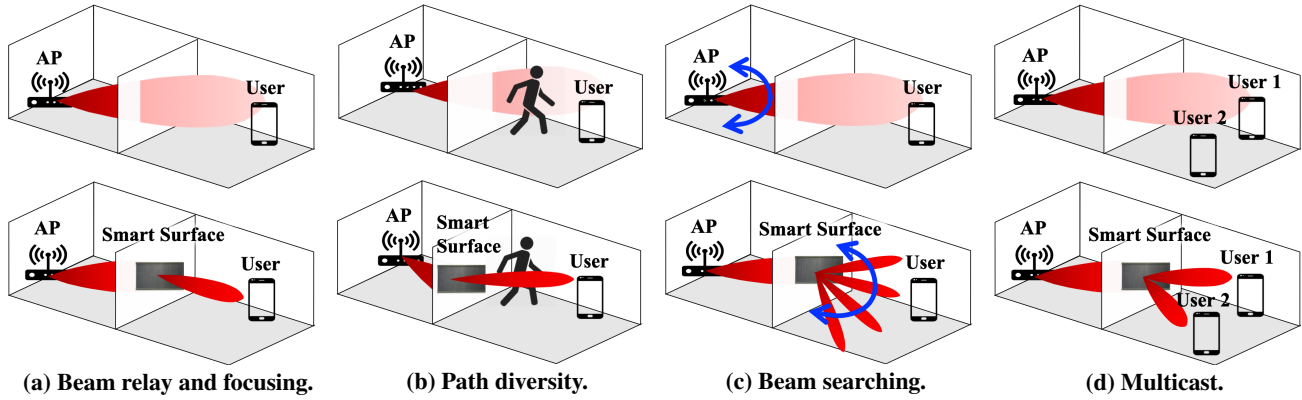 AP
User
AP
User
AP
User
AP
User 1
User 2
AP
Smart Surface
User
AP
Smart
Surface
User
AP
Smart Surface
User
AP
Smart Surface
User 1
User 2
(a) Beam relay and focusing.
(b) Path diversity.
(c) Beam searching.
(d) Multicast.